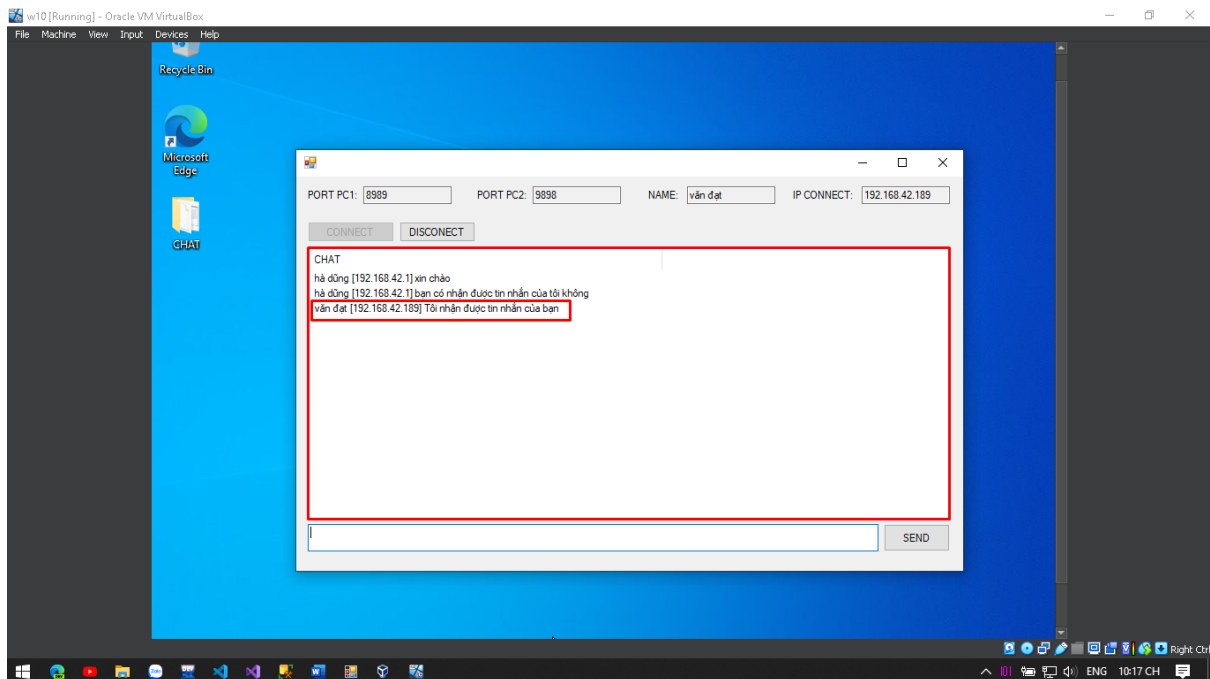 w10 [Running] - Oracle VM VirtualBox
File Machine View Input Devices Help
Recycle Bin
Microsoft Edge
CHAT
PORT PC1: 8989 PORT PC2: 9898 NAME: văn đạt IP CONNECT: 192.168.42.189
CONNECT DISCONECT
CHAT
hà dũng [192.168.42.1] xin chào
hà dũng [192.168.42.1] bạn có nhận được tin nhắn của tôi không
văn đạt [192.168.42.189] Tôi nhận được tin nhắn của bạn
SEND
Right Ctrl
ENG 10:17 CH